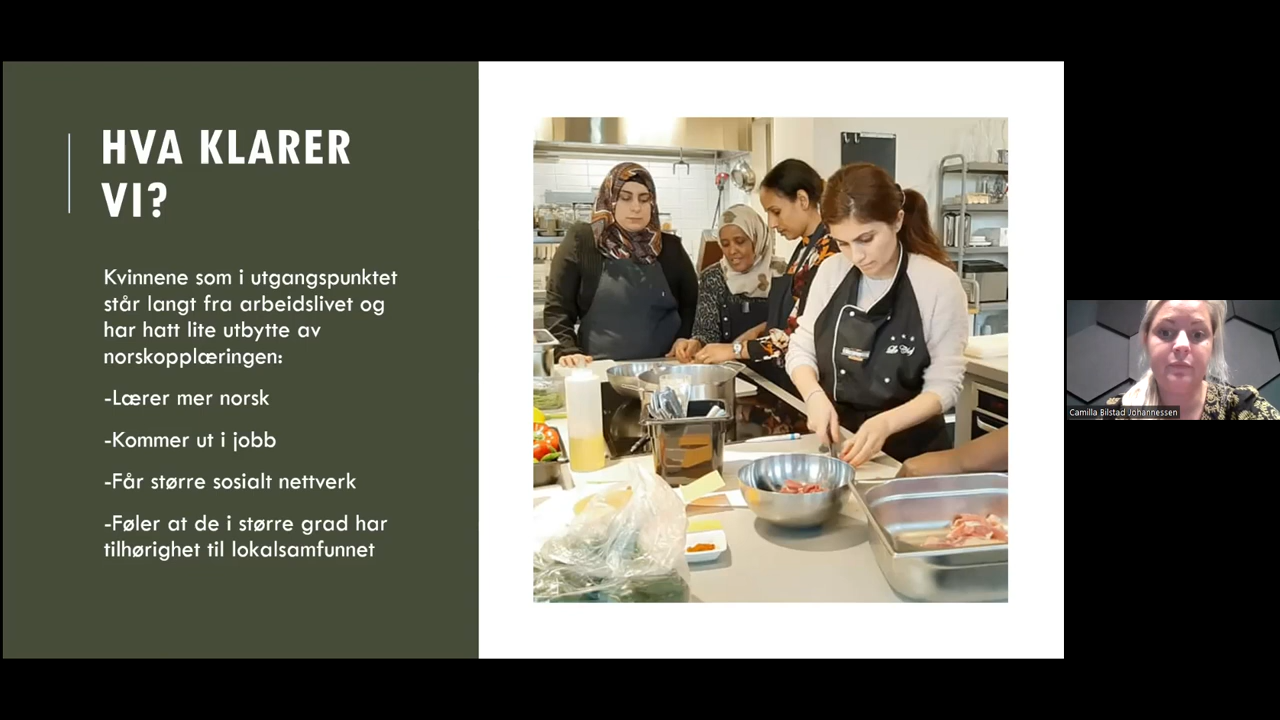 HVA KLARER
VI?
Kvinnene som i utgangspunktet
står langt fra arbeidslivet og
har hatt lite utbytte av
norskopplæringen:
-Lærer mer norsk
-Kommer ut i jobb
-Får større sosialt nettverk
-Føler at de i større grad har
tilhørighet til lokalsamfunnet
Le Chef
Camilla Bilstad Johannessen